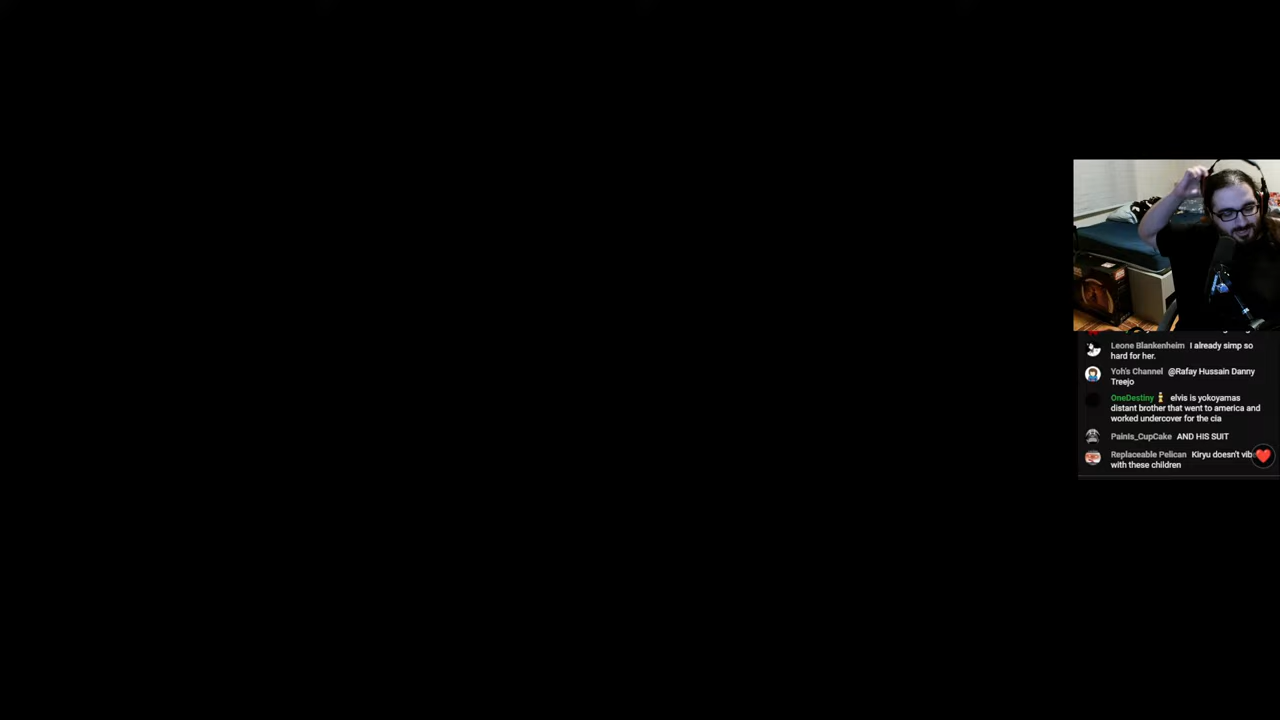 Leone Blankenheim I already simp so
hard for her.
Yoh's Channel @Rafay Hussain Danny
Treejo
OneDestiny elvis is yokoyamas
distant brother that went to america and
worked undercover for the cia
PainIs_CupCake AND HIS SUIT
Replaceable Pelican Kiryu doesn't vib
with these children